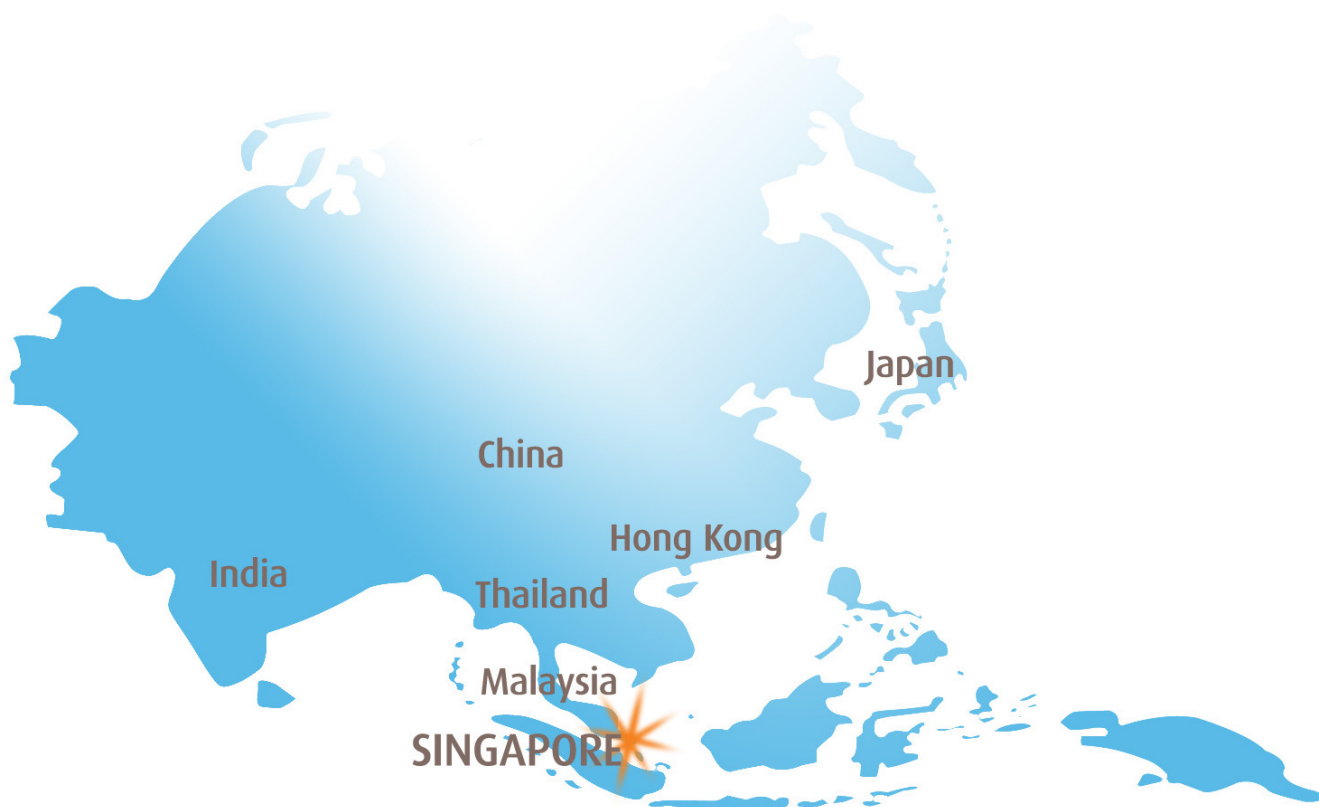 Japan
China
Hong Kong
India
Thailand
Malaysia
SINGAPORE